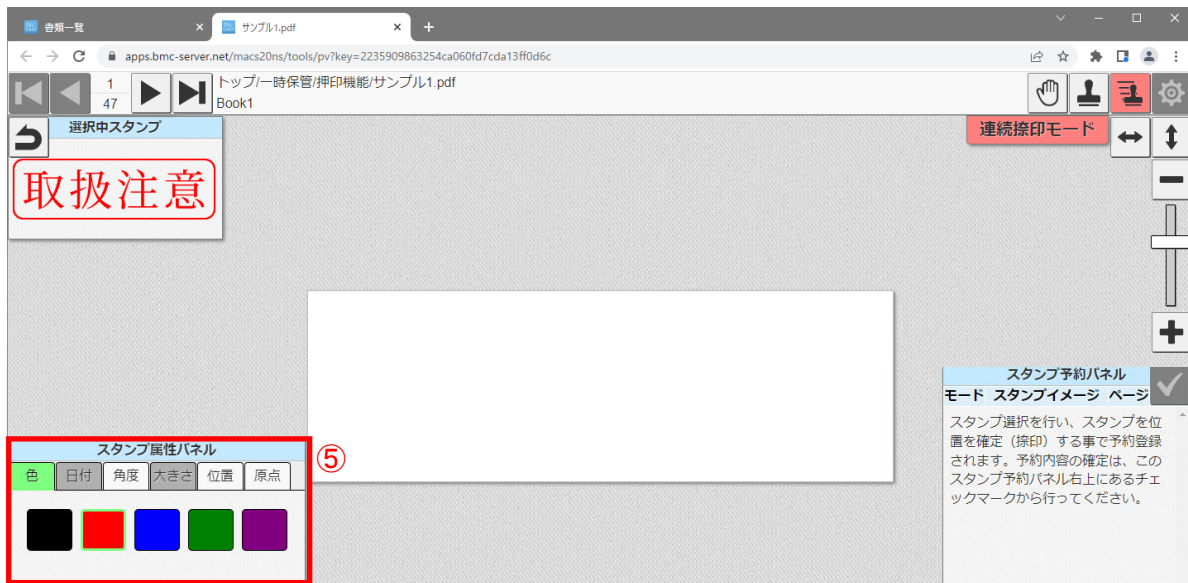 書類一覧
サンプル1.pdf
apps.bmc-server.net/macs20ns/tools/pv?key=2235909863254ca060fd7cda13ff0d6c
1
47
トップ/一時保管/押印機能/サンプル1.pdf
Book1
選択中スタンプ
取扱注意
連続捺印モード
スタンプ予約パネル
モード スタンプイメージ ページ
スタンプ選択を行い、スタンプを位
置を確定（捺印）する事で予約登録
されます。予約内容の確定は、この
スタンプ予約パネル右上にあるチェ
ックマークから行ってください。
スタンプ属性パネル
色 日付 角度 大きさ 位置 原点
⑤